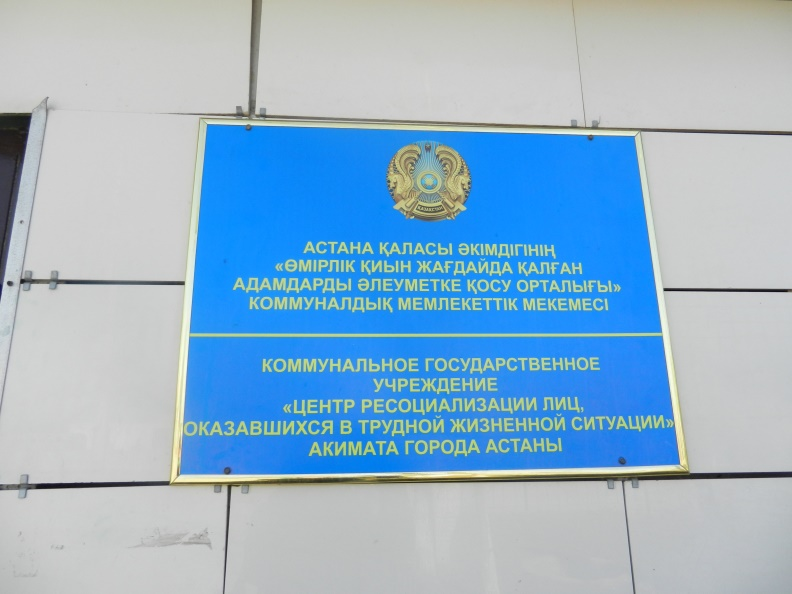 ҚАЗАҚСТАН
АСТАНА ҚАЛАСЫ ӘКІМДІГІНІҢ
«ӨМІРЛІК ҚИЫН ЖАҒДАЙДА ҚАЛҒАН
АДАМДАРДЫ ӘЛЕУМЕТКЕ ҚОСУ ОРТАЛЫҒЫ»
КОММУНАЛДЫҚ МЕМЛЕКЕТТІК МЕКЕМЕСІ
КОММУНАЛЬНОЕ ГОСУДАРСТВЕННОЕ
УЧРЕЖДЕНИЕ
«ЦЕНТР РЕСОЦИАЛИЗАЦИИ ЛИЦ,
ОКАЗАВШИХСЯ В ТРУДНОЙ ЖИЗНЕННОЙ СИТУАЦИИ»
АКИМАТА ГОРОДА АСТАНЫ